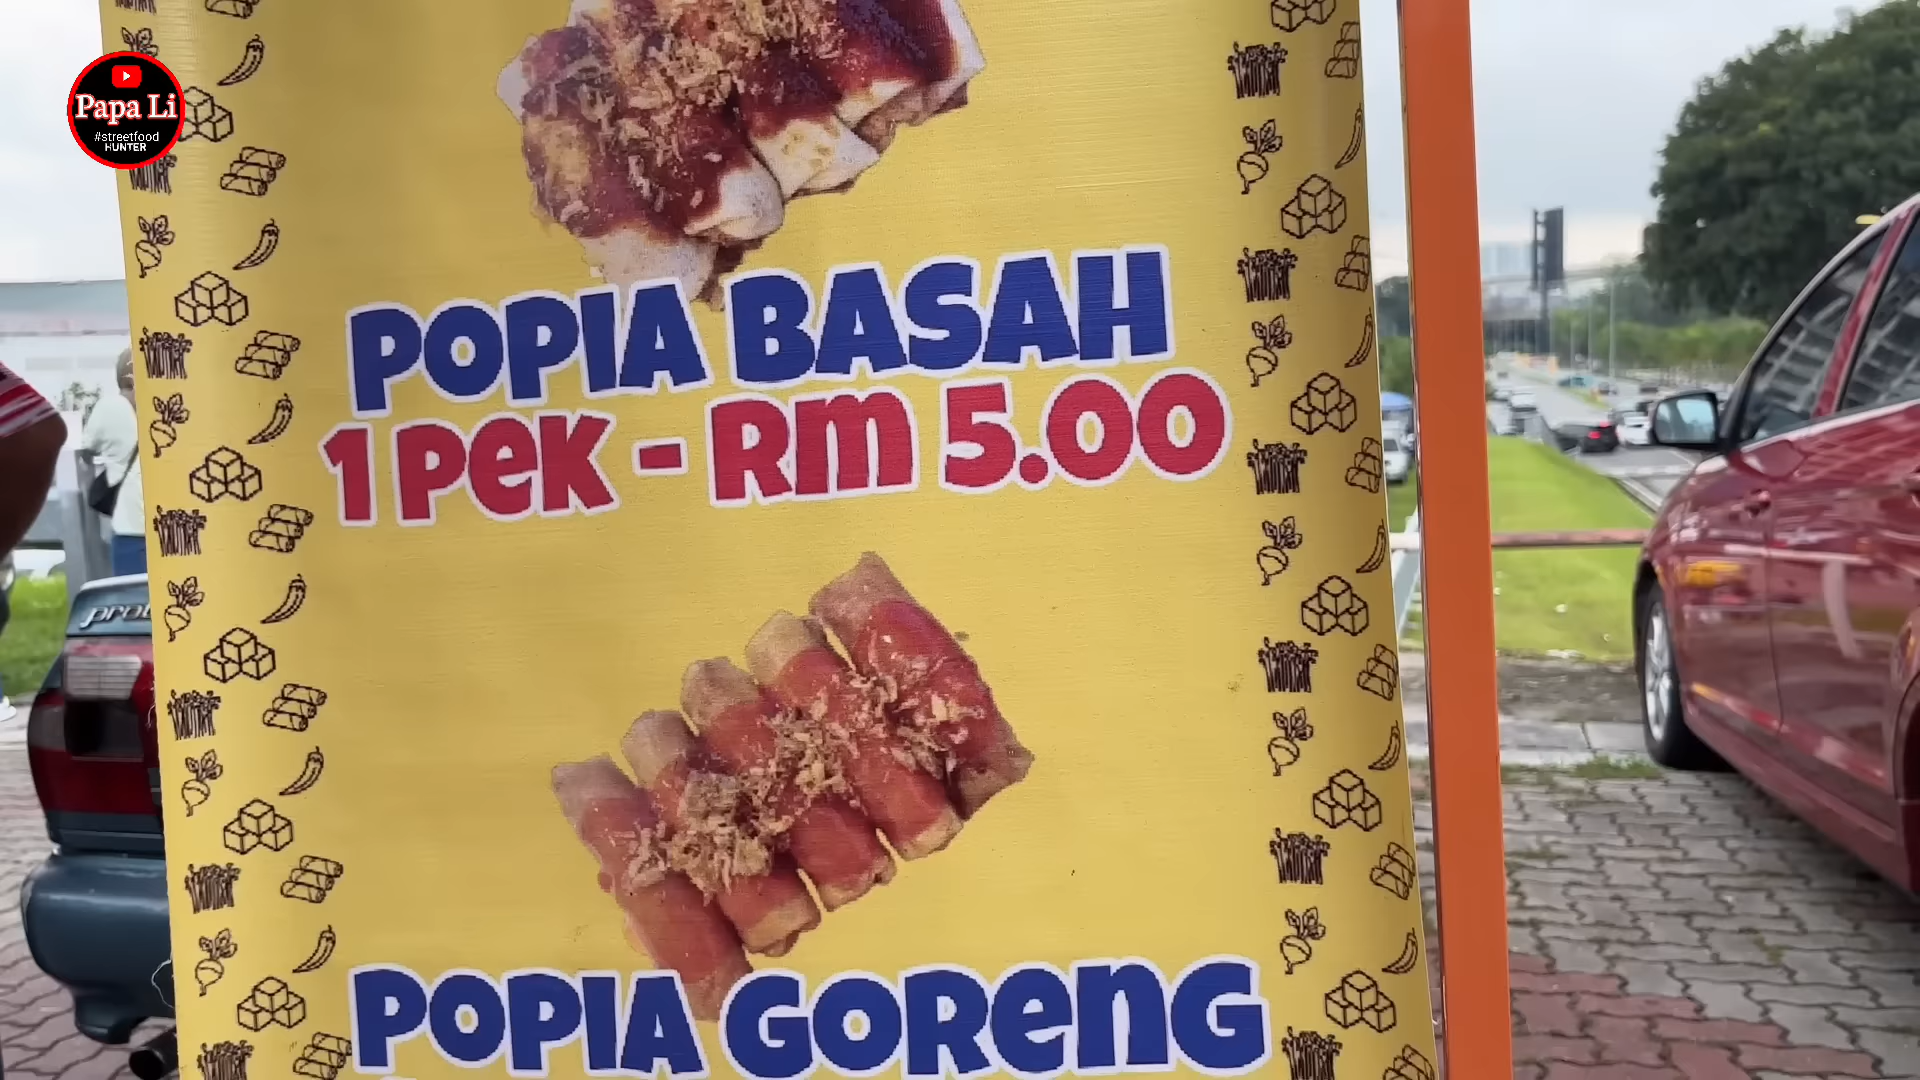 Papa Li
#streetfood
HUNTER
POPIA BASAH
1 PEK - RM 5.00
POPIA GORENG